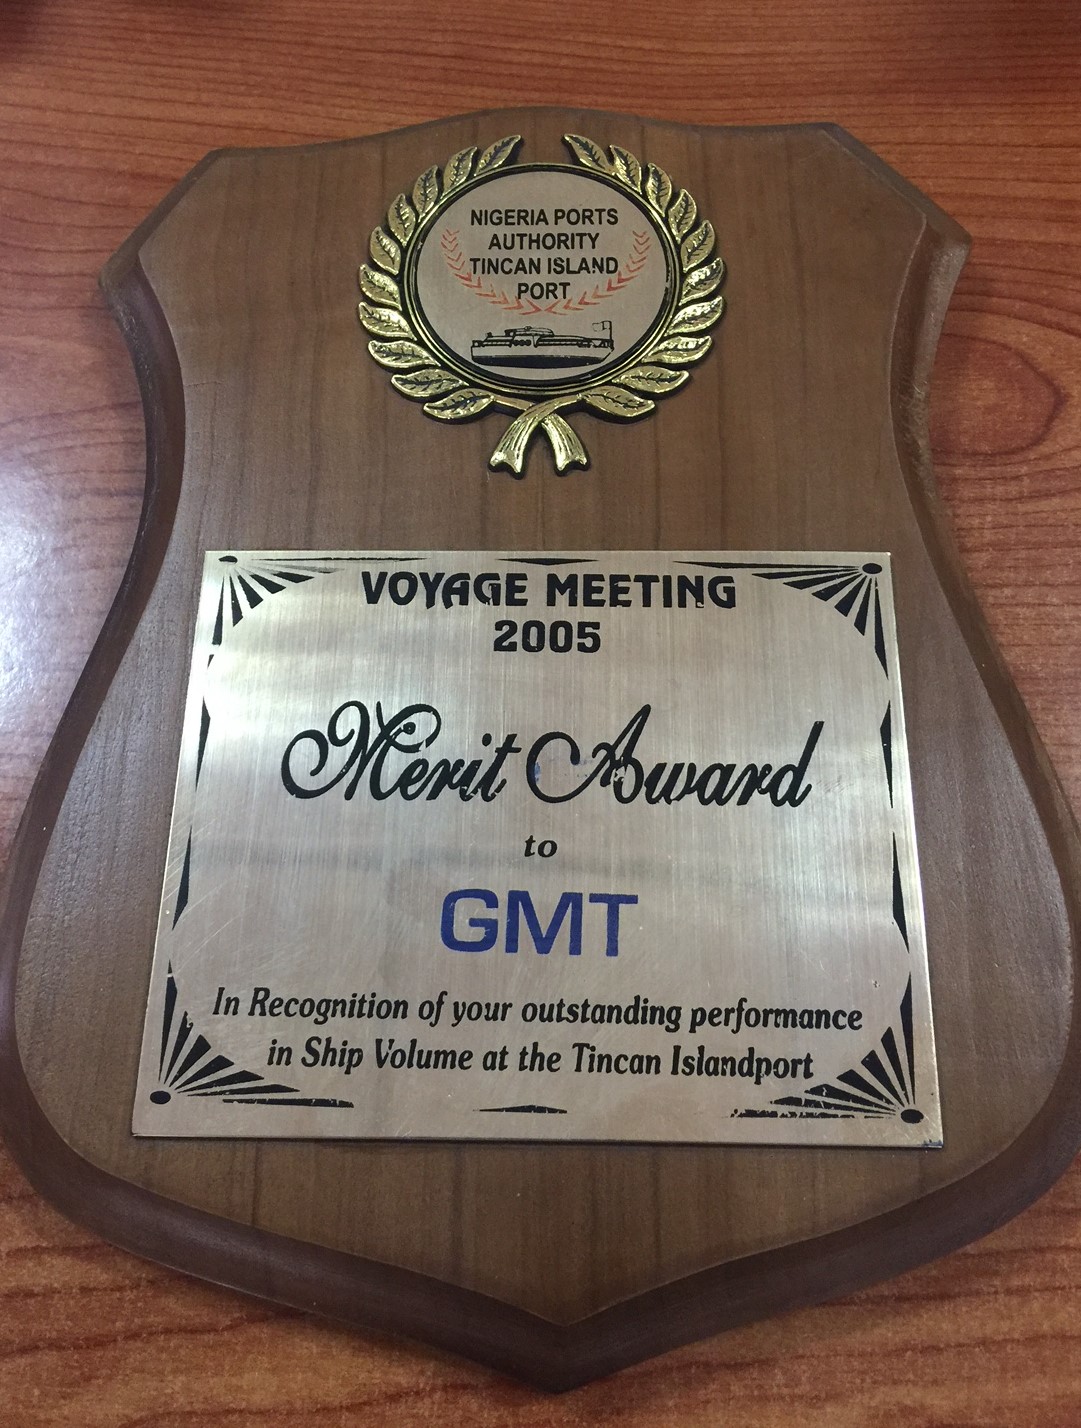 NIGERIA PORTS
AUTHORITY
TINCAN ISLAND
PORT
VOYAGE MEETING
2005
Merit Award
to
GMT
In Recognition of your outstanding performance
in Ship Volume at the Tincan Islandport